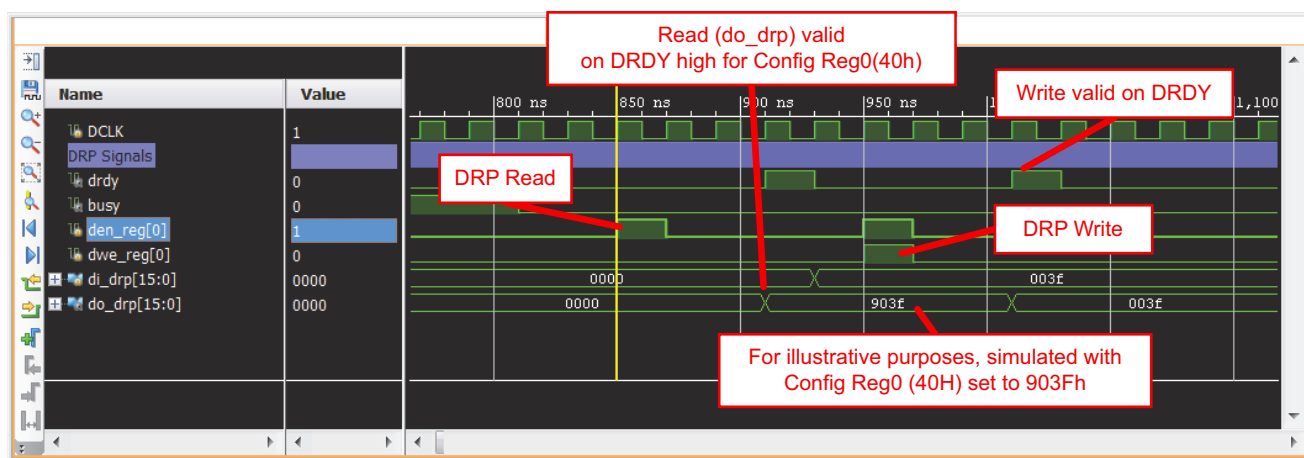 Read (do_drp) valid
on DRDY high for Config Reg0(40h)
Name Value
800 ns 850 ns 900 ns 950 ns 1,100
Write valid on DRDY
DCLK 1
DRP Signals
DRP Read
drdy 0
busy 0
den_reg[0] 1
DRP Write
dwe_reg[0] 0
di_drp[15:0] 0000 0000 003f
do_drp[15:0] 0000 0000 903f 003f
For illustrative purposes, simulated with
Config Reg0 (40H) set to 903Fh